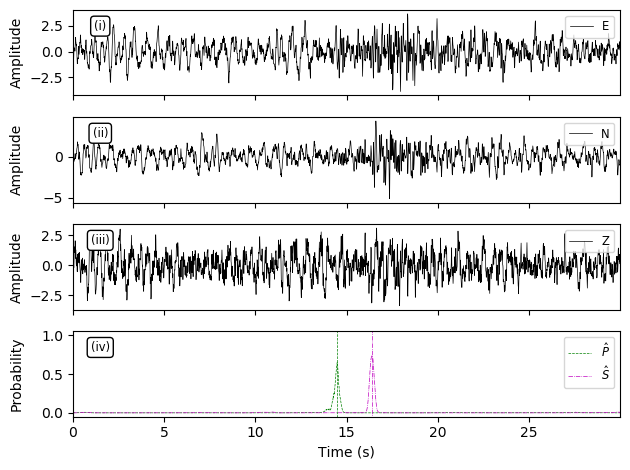 Amplitude
2.5
0.0
−2.5
(i)
E
Amplitude
0
−5
(ii)
N
Amplitude
2.5
0.0
−2.5
(iii)
Z
Probability
1.0
0.5
0.0
(iv)
P̂
Ŝ
0 5 10 15 20 25
Time (s)